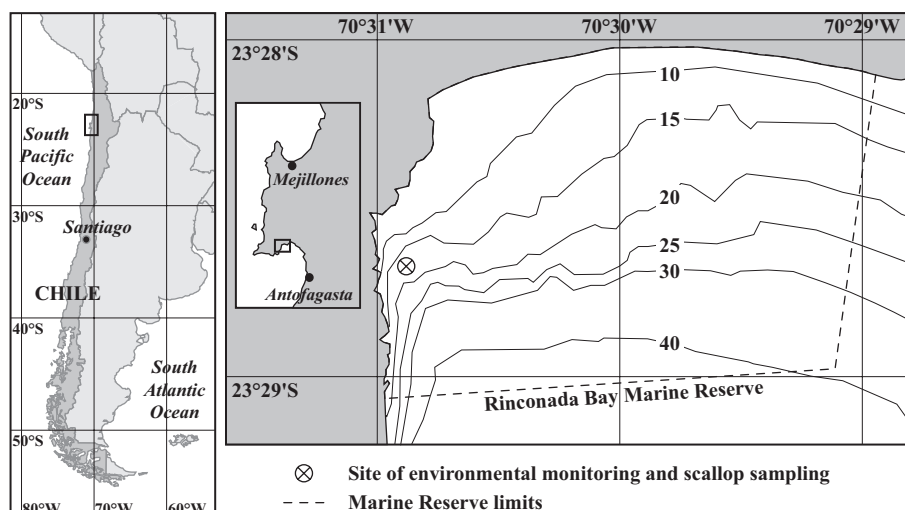 20°S
South
Pacific
Ocean
30°S
Santiago
CHILE
40°S
South
Atlantic
Ocean
50°S
80°W 70°W 60°W
70°31'W 70°30'W 70°29'W
23°28'S
10
15
20
25
30
40
Mejillones
Antofagasta
23°29'S
Rinconada Bay Marine Reserve
Site of environmental monitoring and scallop sampling
Marine Reserve limits